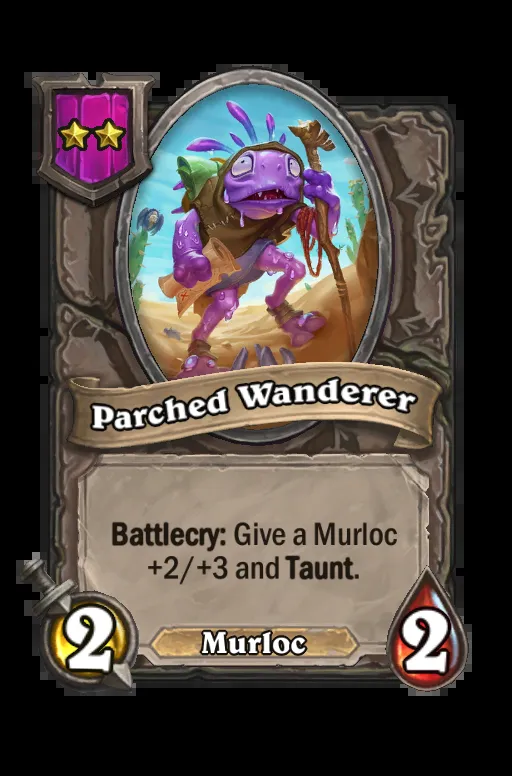 Parched Wanderer
Battlecry: Give a Murloc
+2/+3 and Taunt.
2
Murloc
2